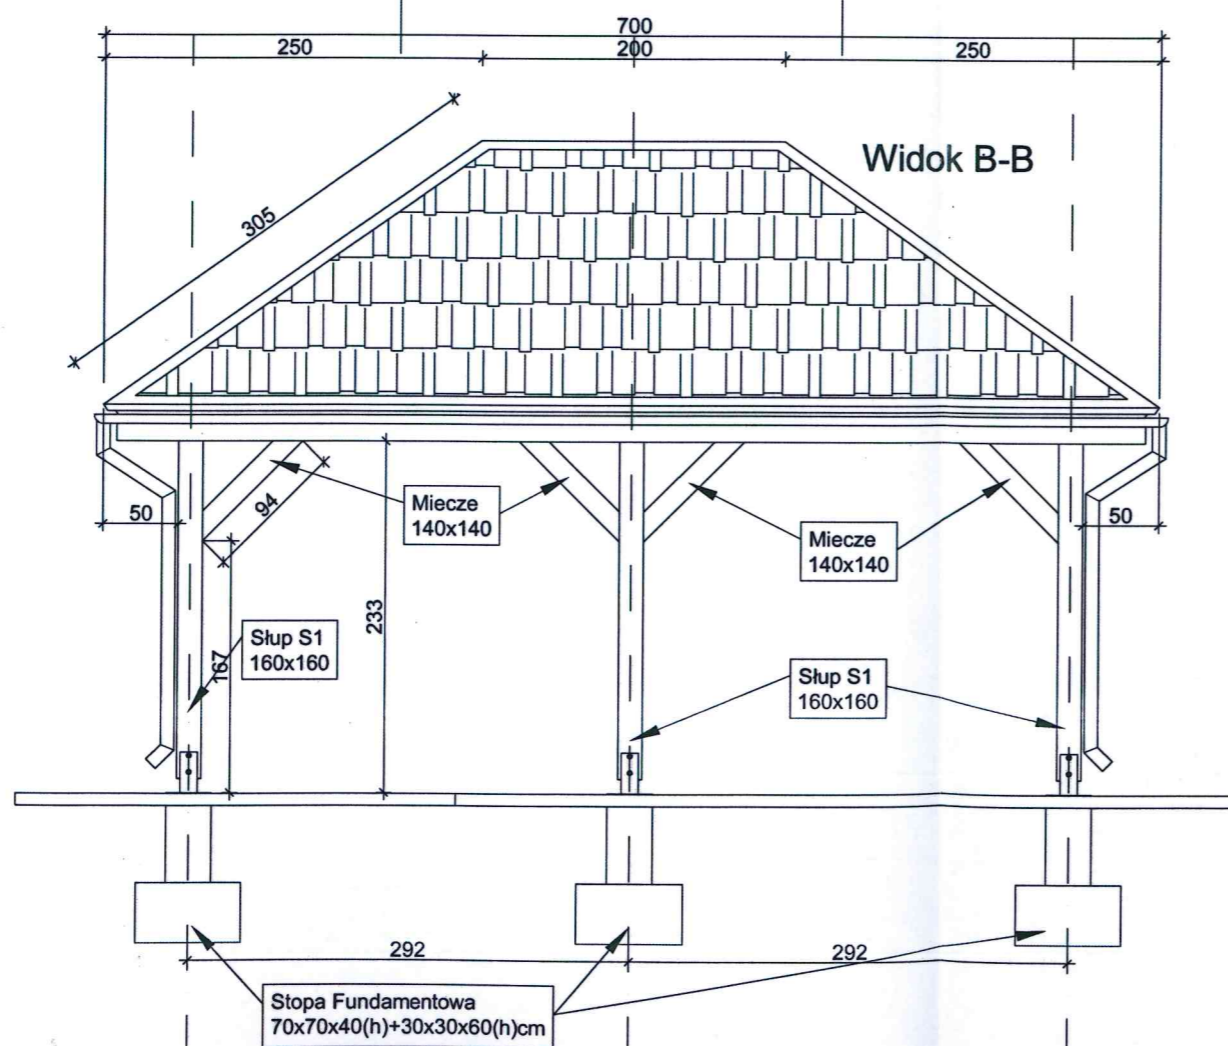 700
250
200
250
Widok B-B
305
50
94
Miecze
140x140
Miecze
140x140
50
233
167
Słup S1
160x160
Słup S1
160x160
292
292
Stopa Fundamentowa
70x70x40(h)+30x30x60(h)cm